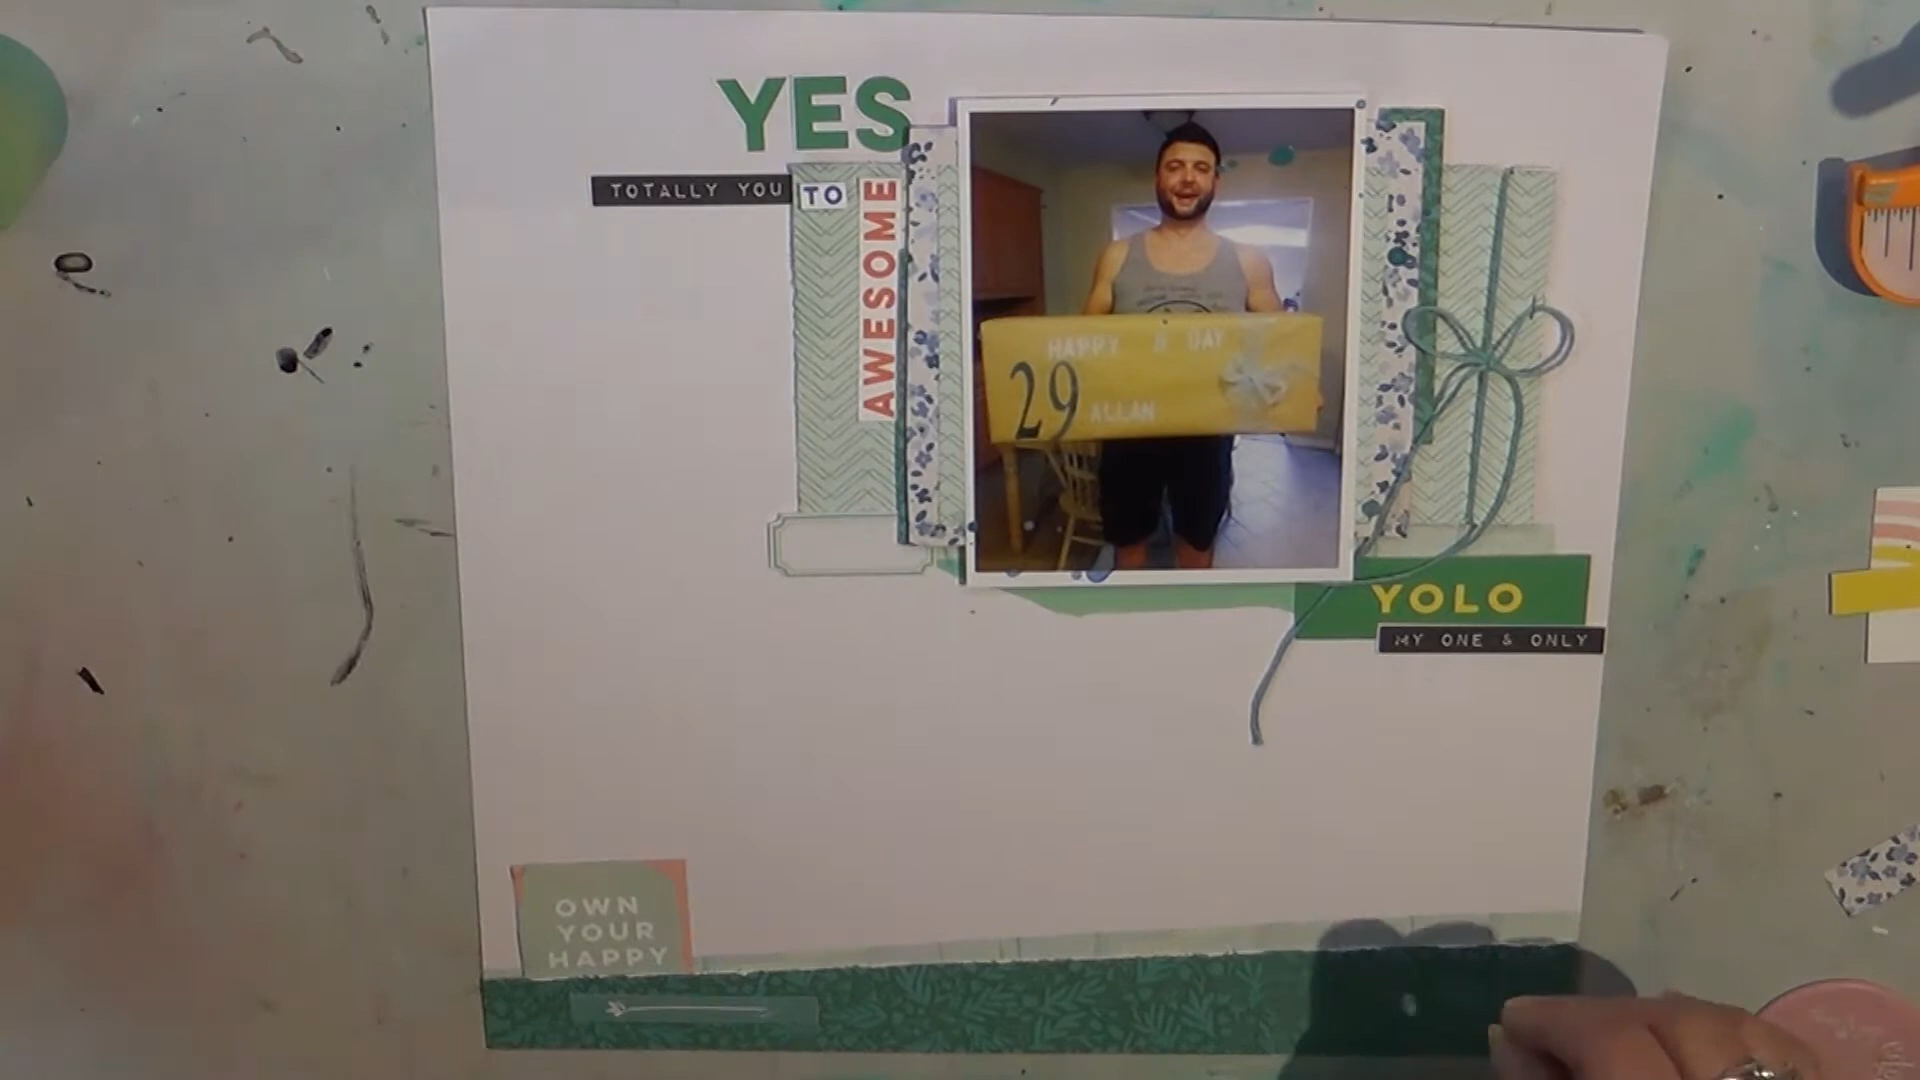 YES
TOTALLY YOU
TO
AWESOME
HAPPY B DAY
29
ALLAN
YOLO
MY ONE & ONLY
OWN
YOUR
HAPPY